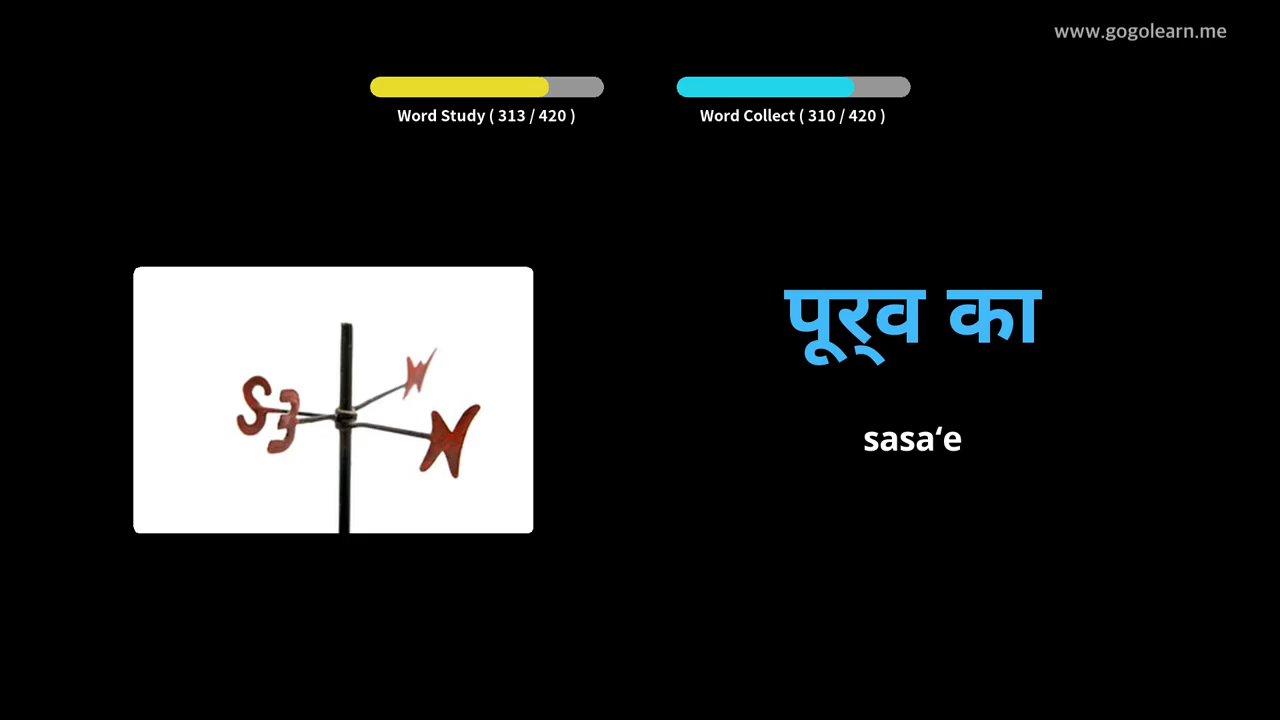 www.gogolearn.me
Word Study ( 313 / 420 )
Word Collect ( 310 / 420 )
पूर्व का
sasa‘e
S E N W